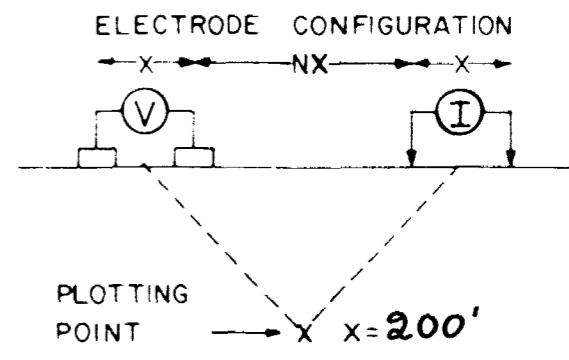 ELECTRODE CONFIGURATION
X NX X
V I
PLOTTING
POINT X X = 200'